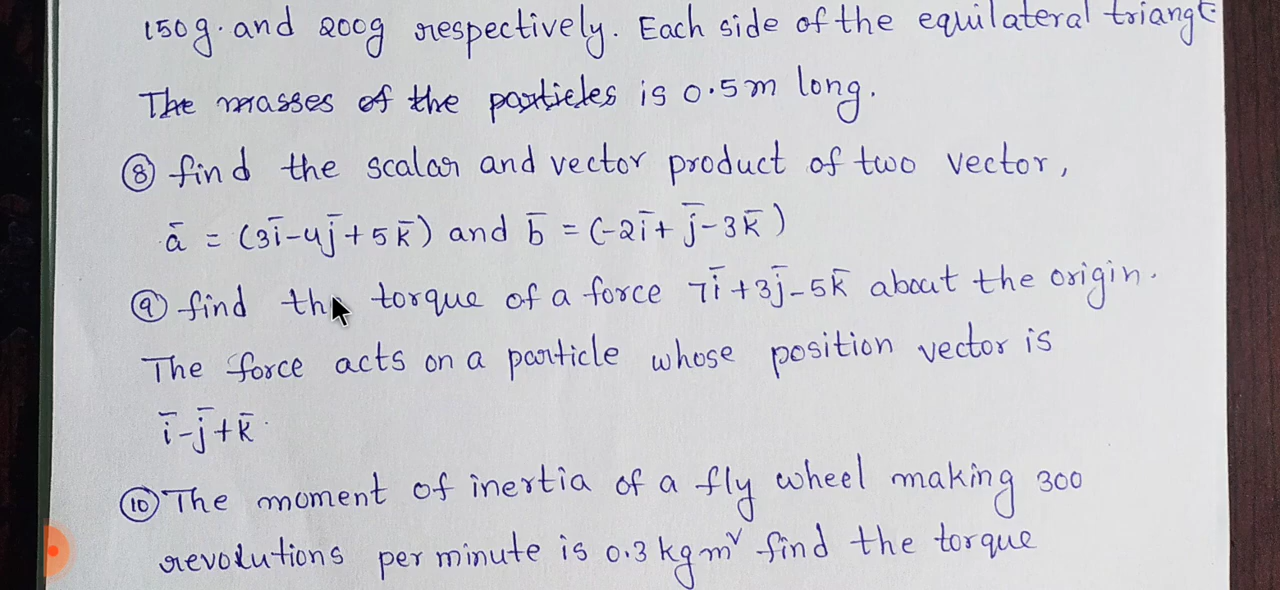 150g. and 200g respectively. Each side of the equilateral triangle
The masses of the particles is 0.5m long.
⑧ find the scalar and vector product of two vector,
ā = (3ī-4j̄+5k̄) and b̄ = (-2ī+j̄-3k̄)
⑨ find the torque of a force 7ī+3j̄-5k̄ about the origin.
The force acts on a particle whose position vector is
ī-j̄+k̄.
⑩ The moment of inertia of a fly wheel making 300
revolutions per minute is 0.3 kgm² find the torque